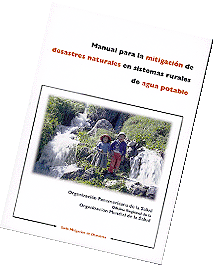 Manual para la mitigación de
desastres naturales en sistemas rurales
de agua potable
Organización Panamericana de la Salud
Oficina Regional de la
Organización Mundial de la Salud